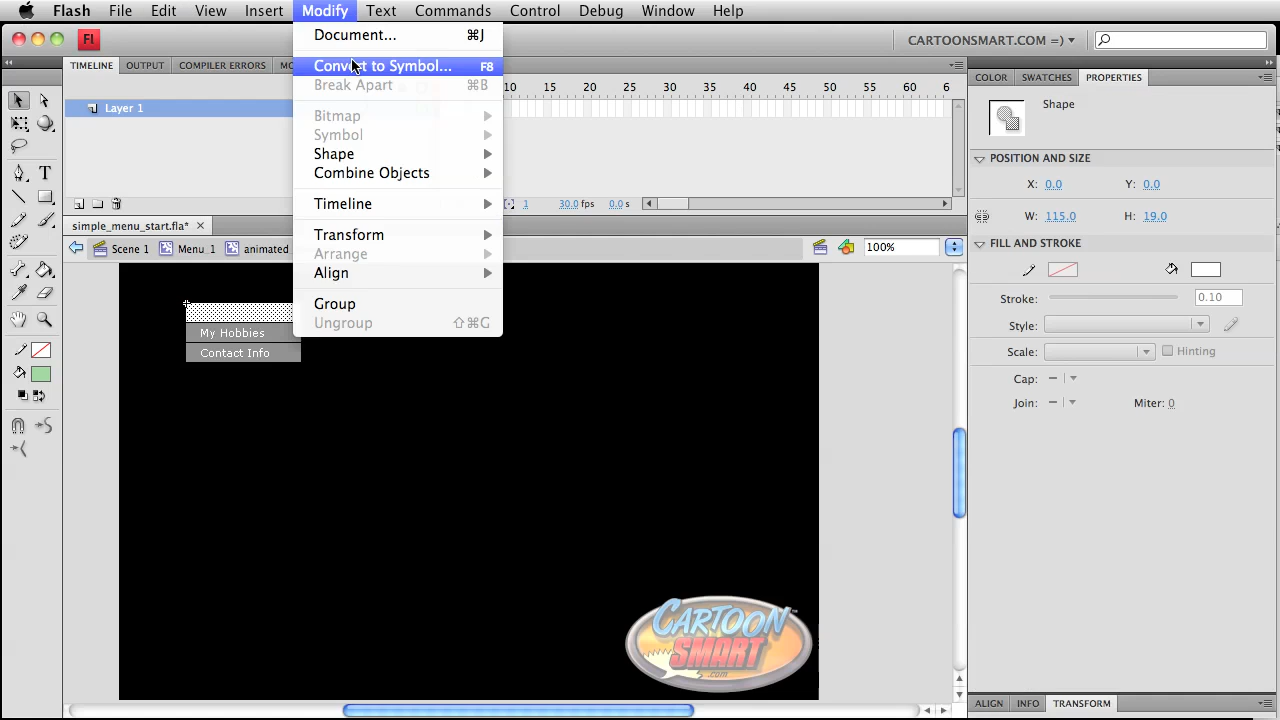 Flash File Edit View Insert Modify Text Commands Control Debug Window Help
Fl
CARTOONSMART.COM =)
Document... ⌘J
Convert to Symbol... F8
Break Apart ⌘B
Bitmap
Symbol
Shape
Combine Objects
Timeline
Transform
Arrange
Align
Group
Ungroup ⇧⌘G
TIMELINE OUTPUT COMPILER ERRORS
10 15 20 25 30 35 40 45 50 55 60 6
Layer 1
1 30.0 fps 0.0 s
simple_menu_start.fla*
Scene 1 Menu_1 animated
100%
My Hobbies
Contact Info
CARTOON
SMART
.com
COLOR SWATCHES PROPERTIES
Shape
POSITION AND SIZE
X: 0.0 Y: 0.0
W: 115.0 H: 19.0
FILL AND STROKE
Stroke: 0.10
Style:
Scale: Hinting
Cap:
Join: Miter: 0
ALIGN INFO TRANSFORM